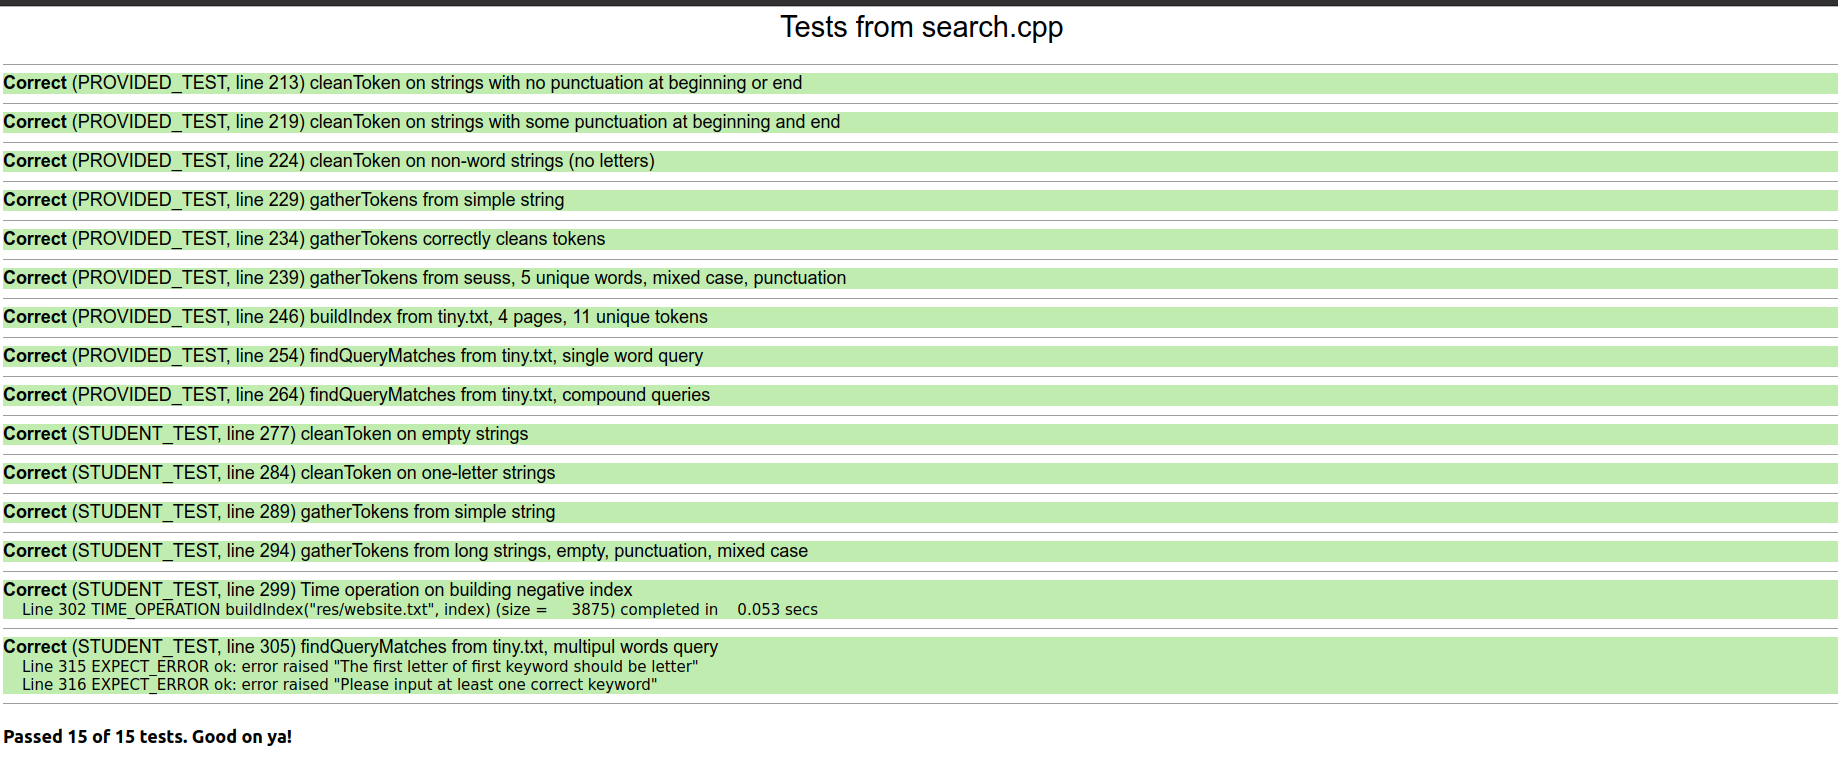 Tests from search.cpp
Correct (PROVIDED_TEST, line 213) cleanToken on strings with no punctuation at beginning or end
Correct (PROVIDED_TEST, line 219) cleanToken on strings with some punctuation at beginning and end
Correct (PROVIDED_TEST, line 224) cleanToken on non-word strings (no letters)
Correct (PROVIDED_TEST, line 229) gatherTokens from simple string
Correct (PROVIDED_TEST, line 234) gatherTokens correctly cleans tokens
Correct (PROVIDED_TEST, line 239) gatherTokens from seuss, 5 unique words, mixed case, punctuation
Correct (PROVIDED_TEST, line 246) buildIndex from tiny.txt, 4 pages, 11 unique tokens
Correct (PROVIDED_TEST, line 254) findQueryMatches from tiny.txt, single word query
Correct (PROVIDED_TEST, line 264) findQueryMatches from tiny.txt, compound queries
Correct (STUDENT_TEST, line 277) cleanToken on empty strings
Correct (STUDENT_TEST, line 284) cleanToken on one-letter strings
Correct (STUDENT_TEST, line 289) gatherTokens from simple string
Correct (STUDENT_TEST, line 294) gatherTokens from long strings, empty, punctuation, mixed case
Correct (STUDENT_TEST, line 299) Time operation on building negative index
Line 302 TIME_OPERATION buildIndex("res/website.txt", index) (size = 3875) completed in 0.053 secs
Correct (STUDENT_TEST, line 305) findQueryMatches from tiny.txt, multipul words query
Line 315 EXPECT_ERROR ok: error raised "The first letter of first keyword should be letter"
Line 316 EXPECT_ERROR ok: error raised "Please input at least one correct keyword"
Passed 15 of 15 tests. Good on ya!